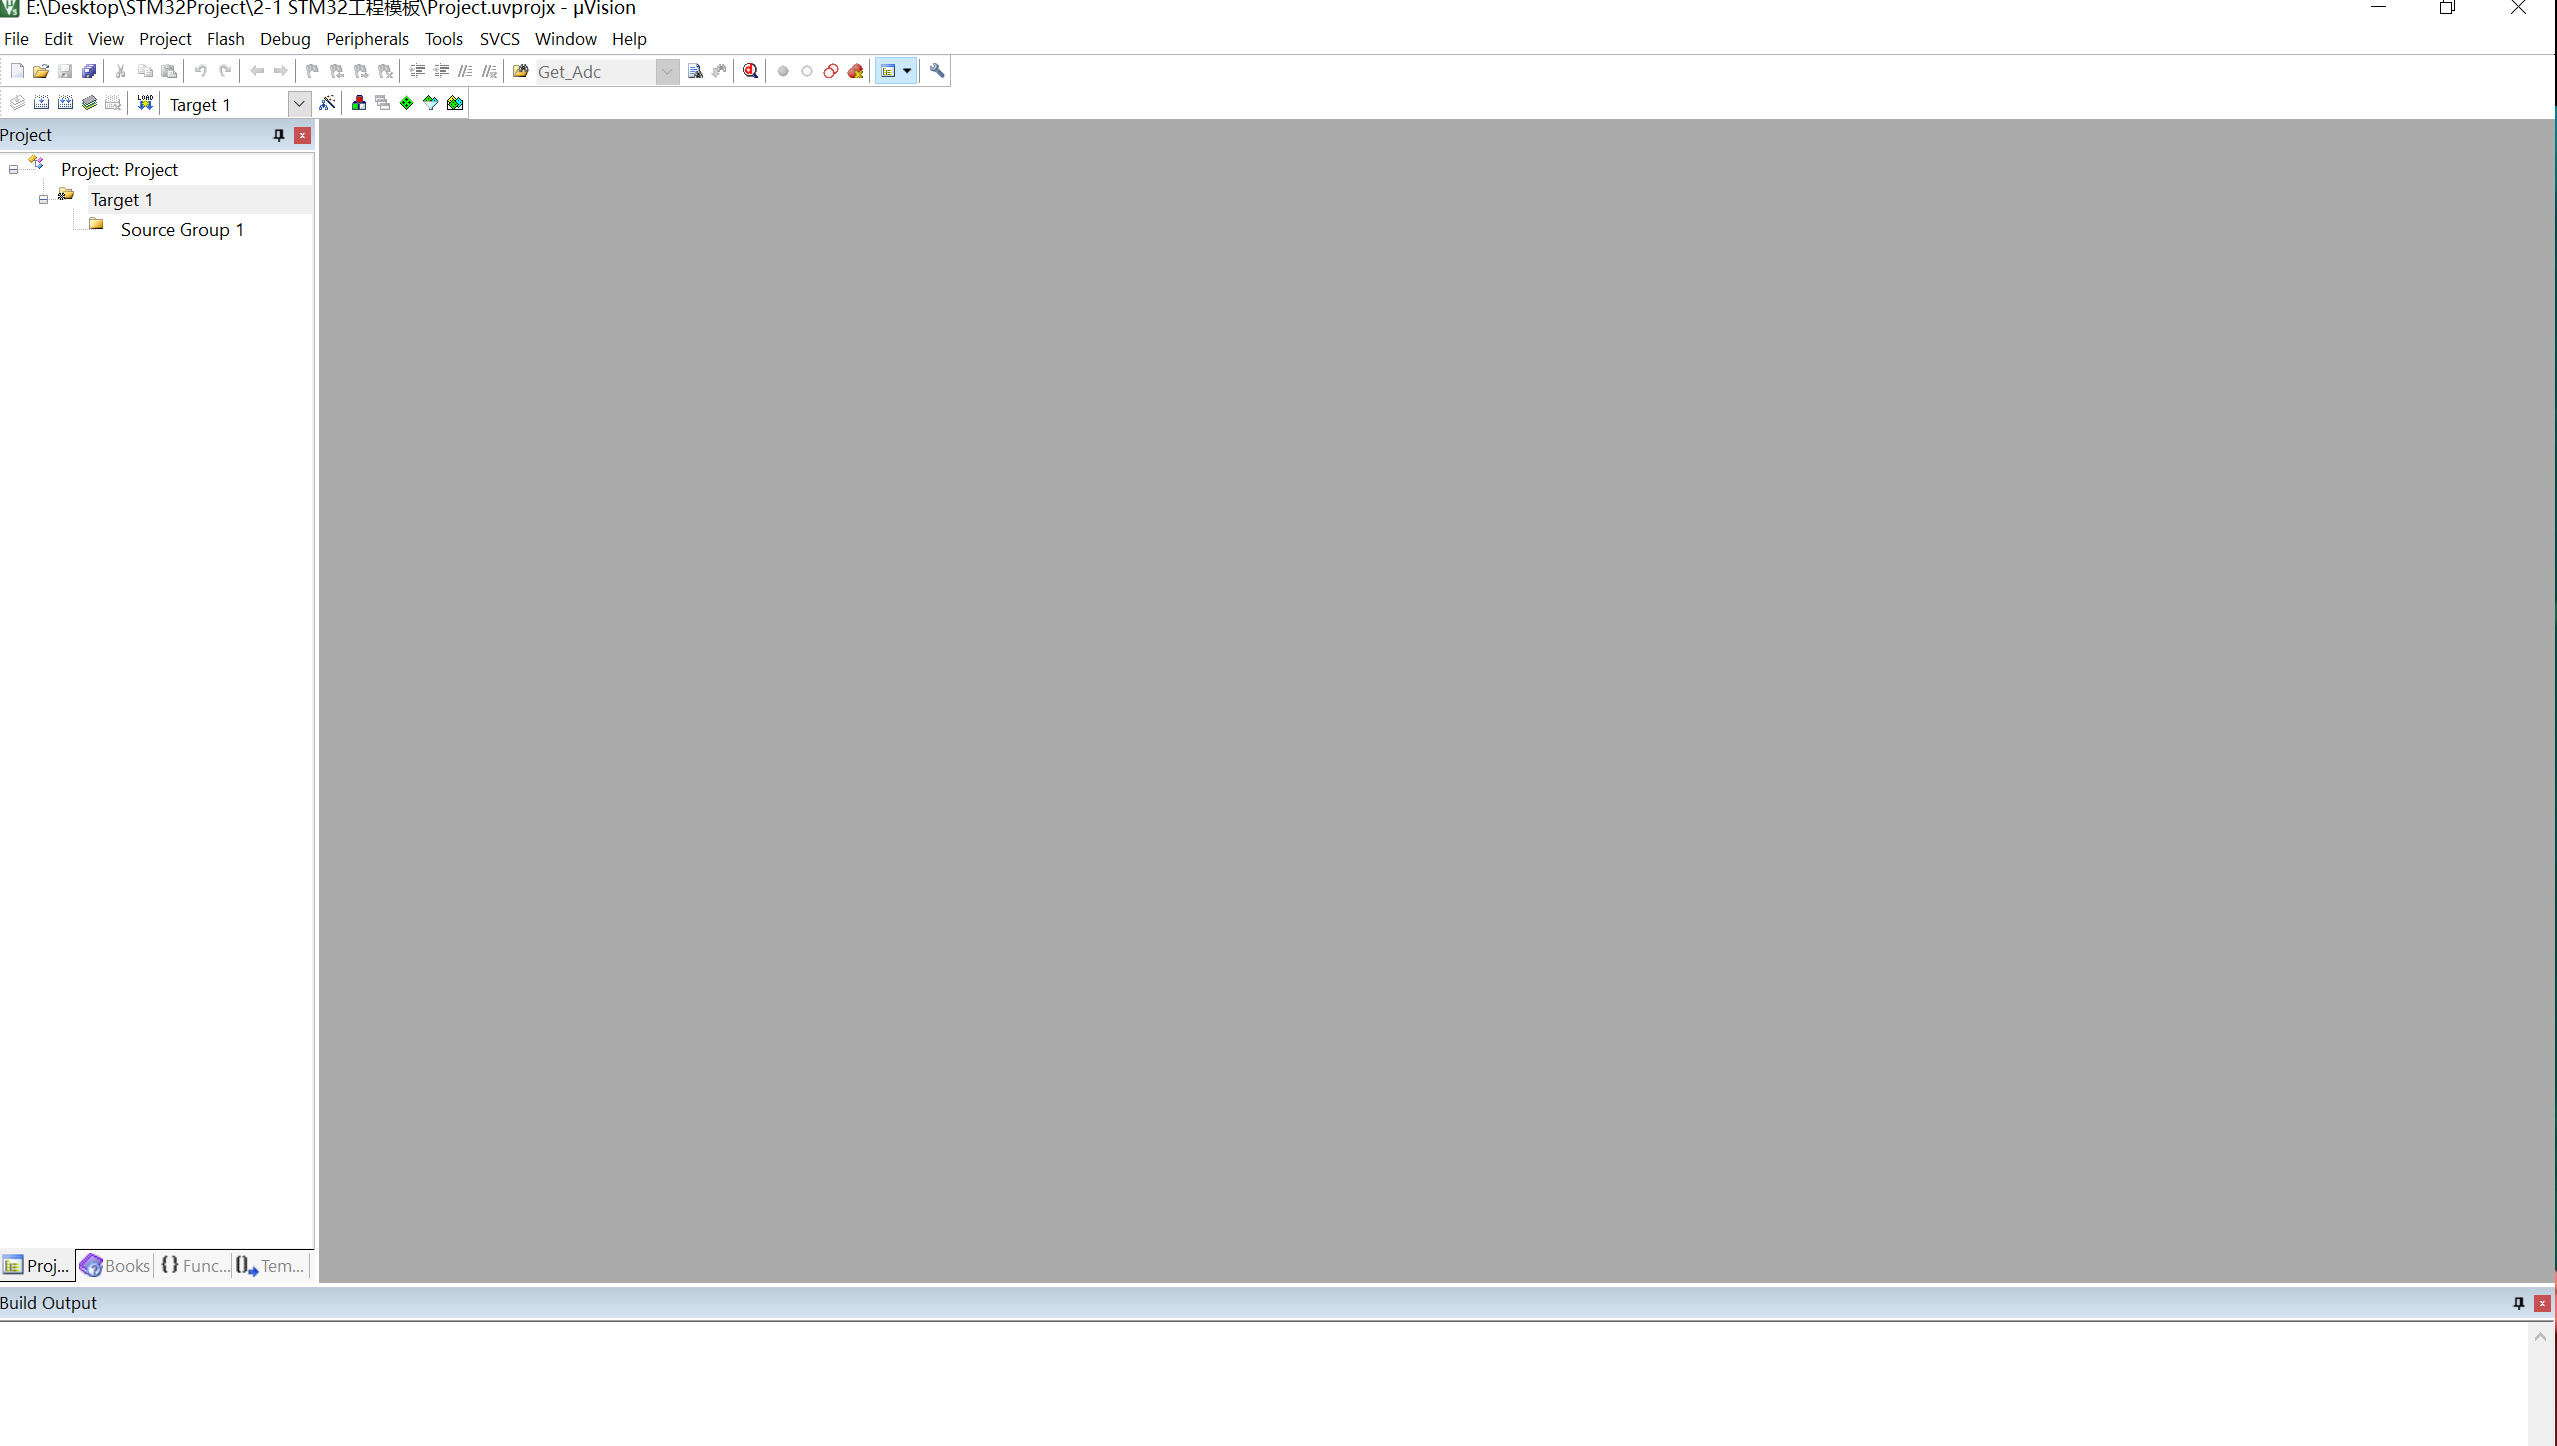 E:\Desktop\STM32Project\2-1 STM32工程模板\Project.uvprojx - µVision
File Edit View Project Flash Debug Peripherals Tools SVCS Window Help
Get_Adc
LOAD Target 1
Project
Project: Project
Target 1
Source Group 1
Proj... Books {} Func... Tem...
Build Output